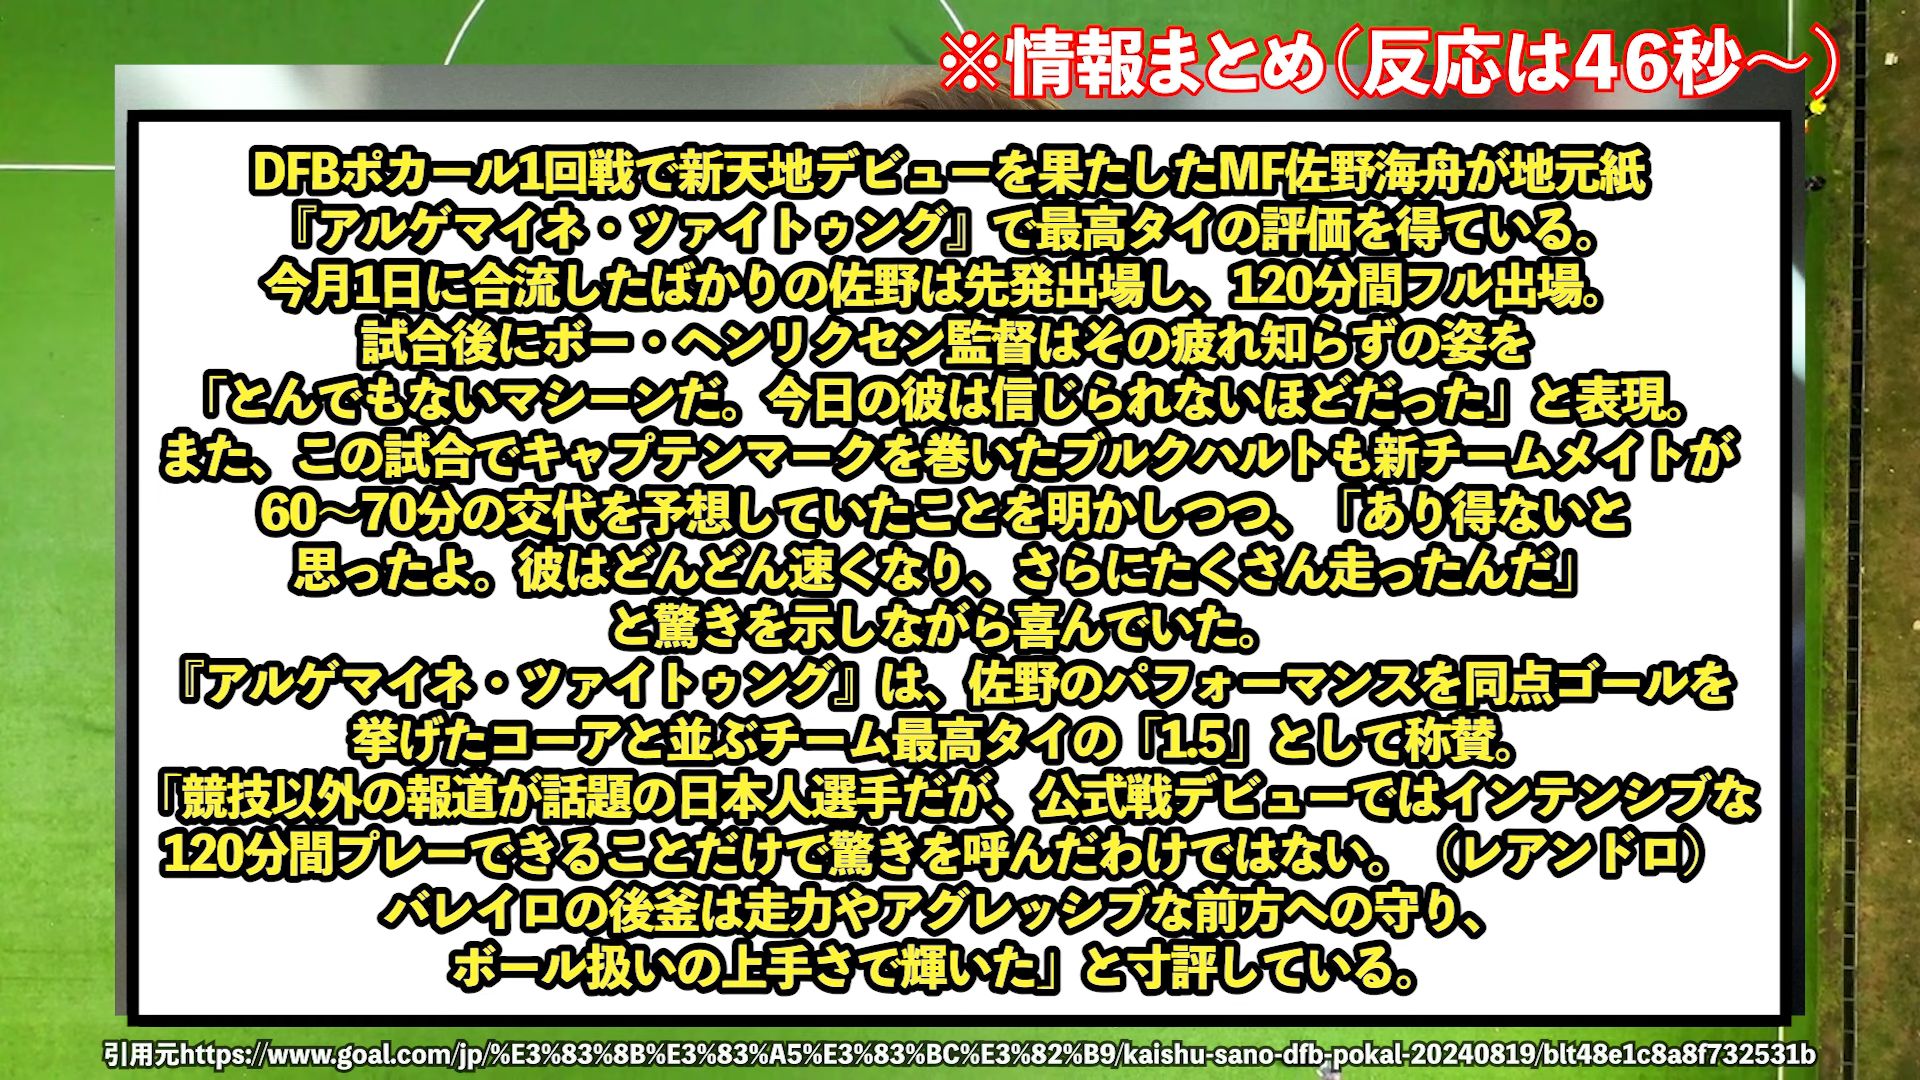 ※情報まとめ（反応は46秒～）
DFBポカール1回戦で新天地デビューを果たしたMF佐野海舟が地元紙
『アルゲマイネ・ツァイトゥング』で最高タイの評価を得ている。
今月1日に合流したばかりの佐野は先発出場し、120分間フル出場。
試合後にボー・ヘンリクセン監督はその疲れ知らずの姿を
「とんでもないマシーンだ。今日の彼は信じられないほどだった」と表現。
また、この試合でキャプテンマークを巻いたブルクハルトも新チームメイトが
60～70分の交代を予想していたことを明かしつつ、「あり得ないと
思ったよ。彼はどんどん速くなり、さらにたくさん走ったんだ」
と驚きを示しながら喜んでいた。
『アルゲマイネ・ツァイトゥング』は、佐野のパフォーマンスを同点ゴールを
挙げたコーアと並ぶチーム最高タイの「1.5」として称賛。
「競技以外の報道が話題の日本人選手だが、公式戦デビューではインテンシブな
120分間プレーできることだけで驚きを呼んだわけではない。（レアンドロ）
バレイロの後釜は走力やアグレッシブな前方への守り、
ボール扱いの上手さで輝いた」と寸評している。
引用元https://www.goal.com/jp/%E3%83%8B%E3%83%A5%E3%83%BC%E3%82%B9/kaishu-sano-dfb-pokal-20240819/blt48e1c8a8f732531b